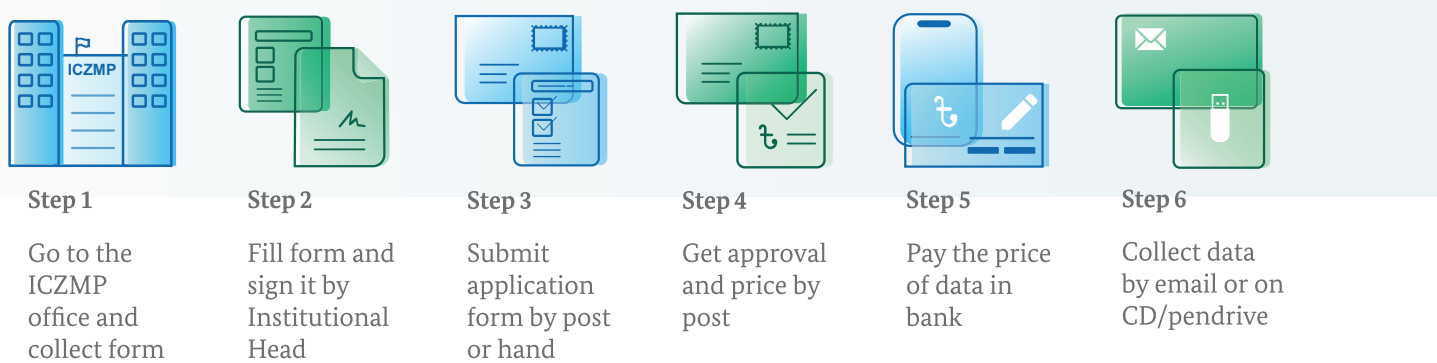 ICZMP
৳
৳
Step 1
Go to the
ICZMP
office and
collect form
Step 2
Fill form and
sign it by
Institutional
Head
Step 3
Submit
application
form by post
or hand
Step 4
Get approval
and price by
post
Step 5
Pay the price
of data in
bank
Step 6
Collect data
by email or on
CD/pendrive